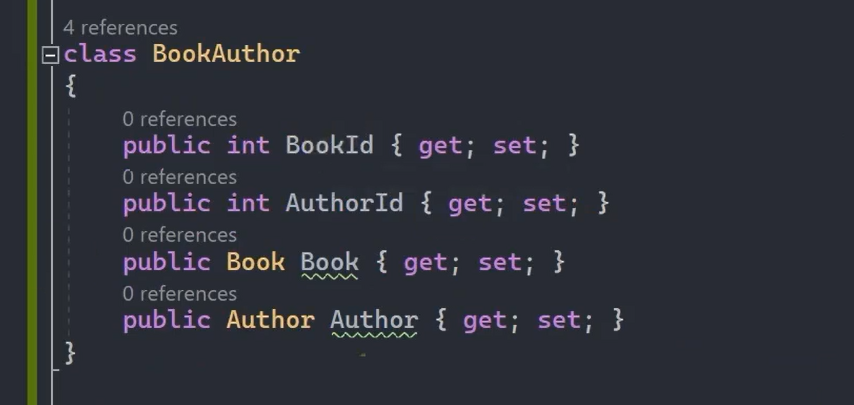 4 references
class BookAuthor
{
0 references
public int BookId { get; set; }
0 references
public int AuthorId { get; set; }
0 references
public Book Book { get; set; }
0 references
public Author Author { get; set; }
}